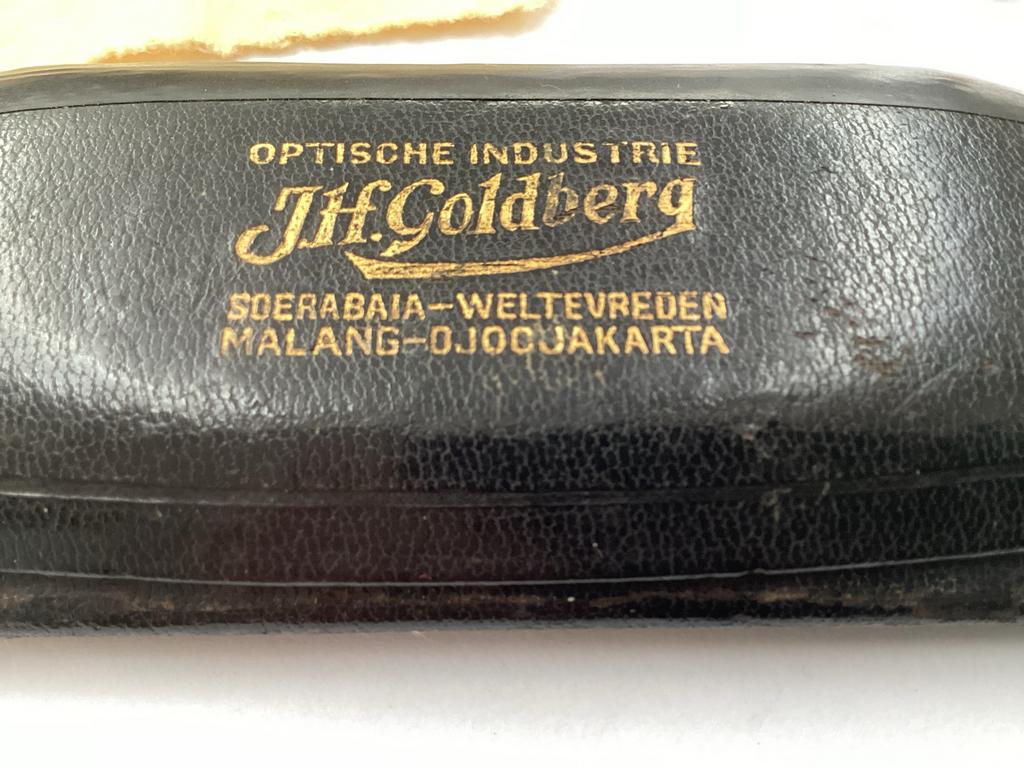 OPTISCHE INDUSTRIE
J.H. Goldberg
SOERABAIA-WELTEVREDEN
MALANG-DJOCJAKARTA